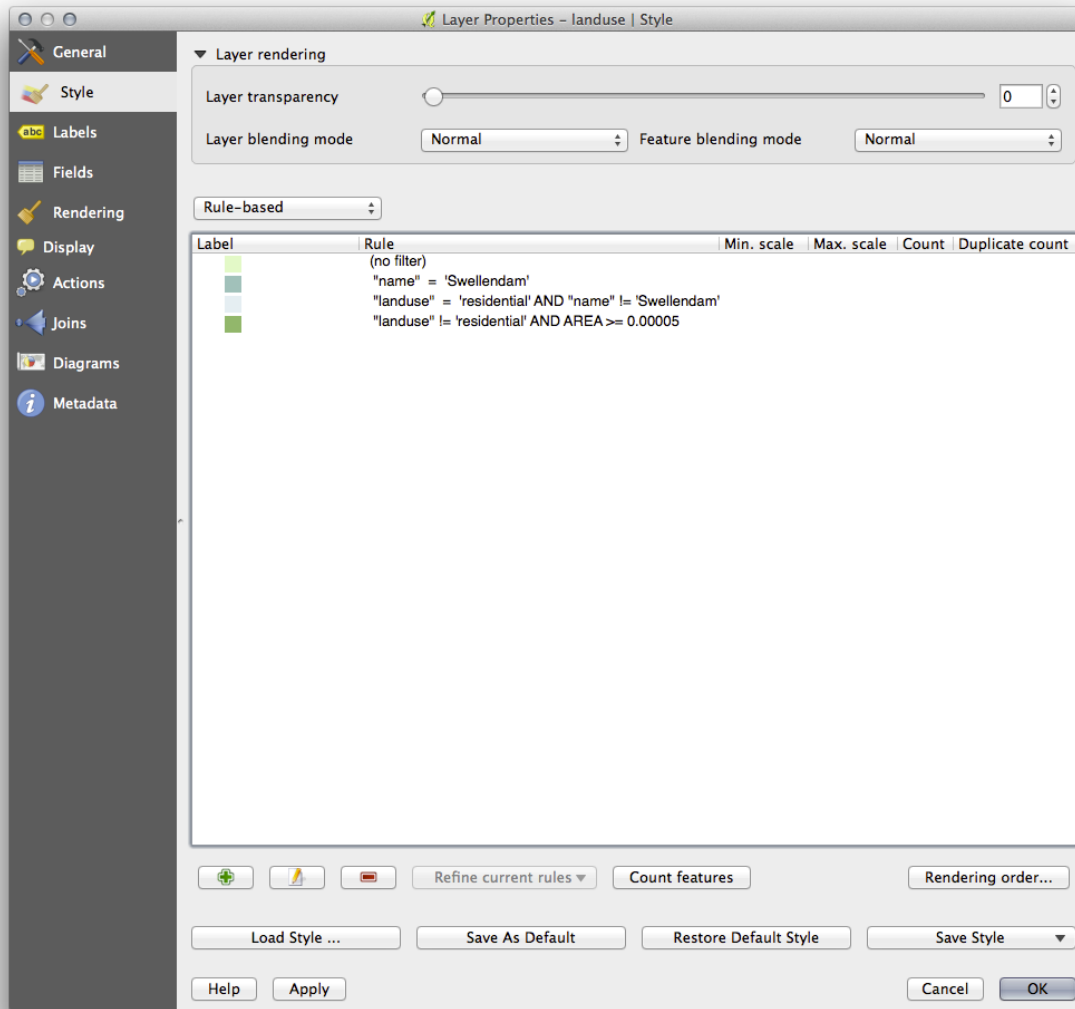 Layer Properties – landuse | Style
General
Style
abc Labels
Fields
Rendering
Display
Actions
Joins
Diagrams
i Metadata
Layer rendering
Layer transparency 0
Layer blending mode Normal Feature blending mode Normal
Rule-based
Label Rule Min. scale Max. scale Count Duplicate count
(no filter)
"name" = 'Swellendam'
"landuse" = 'residential' AND "name" != 'Swellendam'
"landuse" != 'residential' AND AREA >= 0.00005
Refine current rules Count features Rendering order...
Load Style ... Save As Default Restore Default Style Save Style
Help Apply Cancel OK